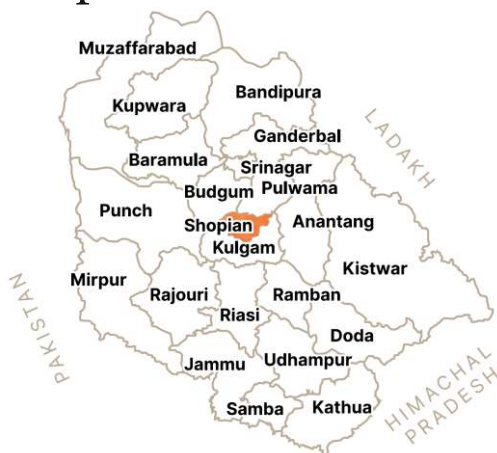 Muzaffarabad
Kupwara
Bandipura
LADAKH
Ganderbal
Baramula
Srinagar
Budgum
Pulwama
Punch
Shopian
Anantang
Kulgam
Kistwar
Mirpur
Rajouri
Ramban
Riasi
PAKISTAN
Doda
Jammu
Udhampur
HIMACHAL
PRADESH
Samba
Kathua